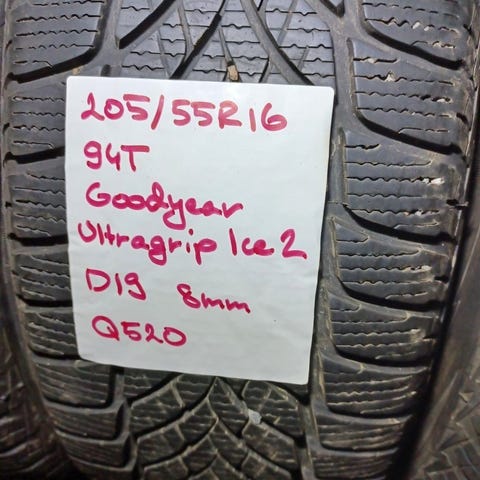 205/55R16
94T
Goodyear
Ultragrip Ice 2
D19 8mm
Q520